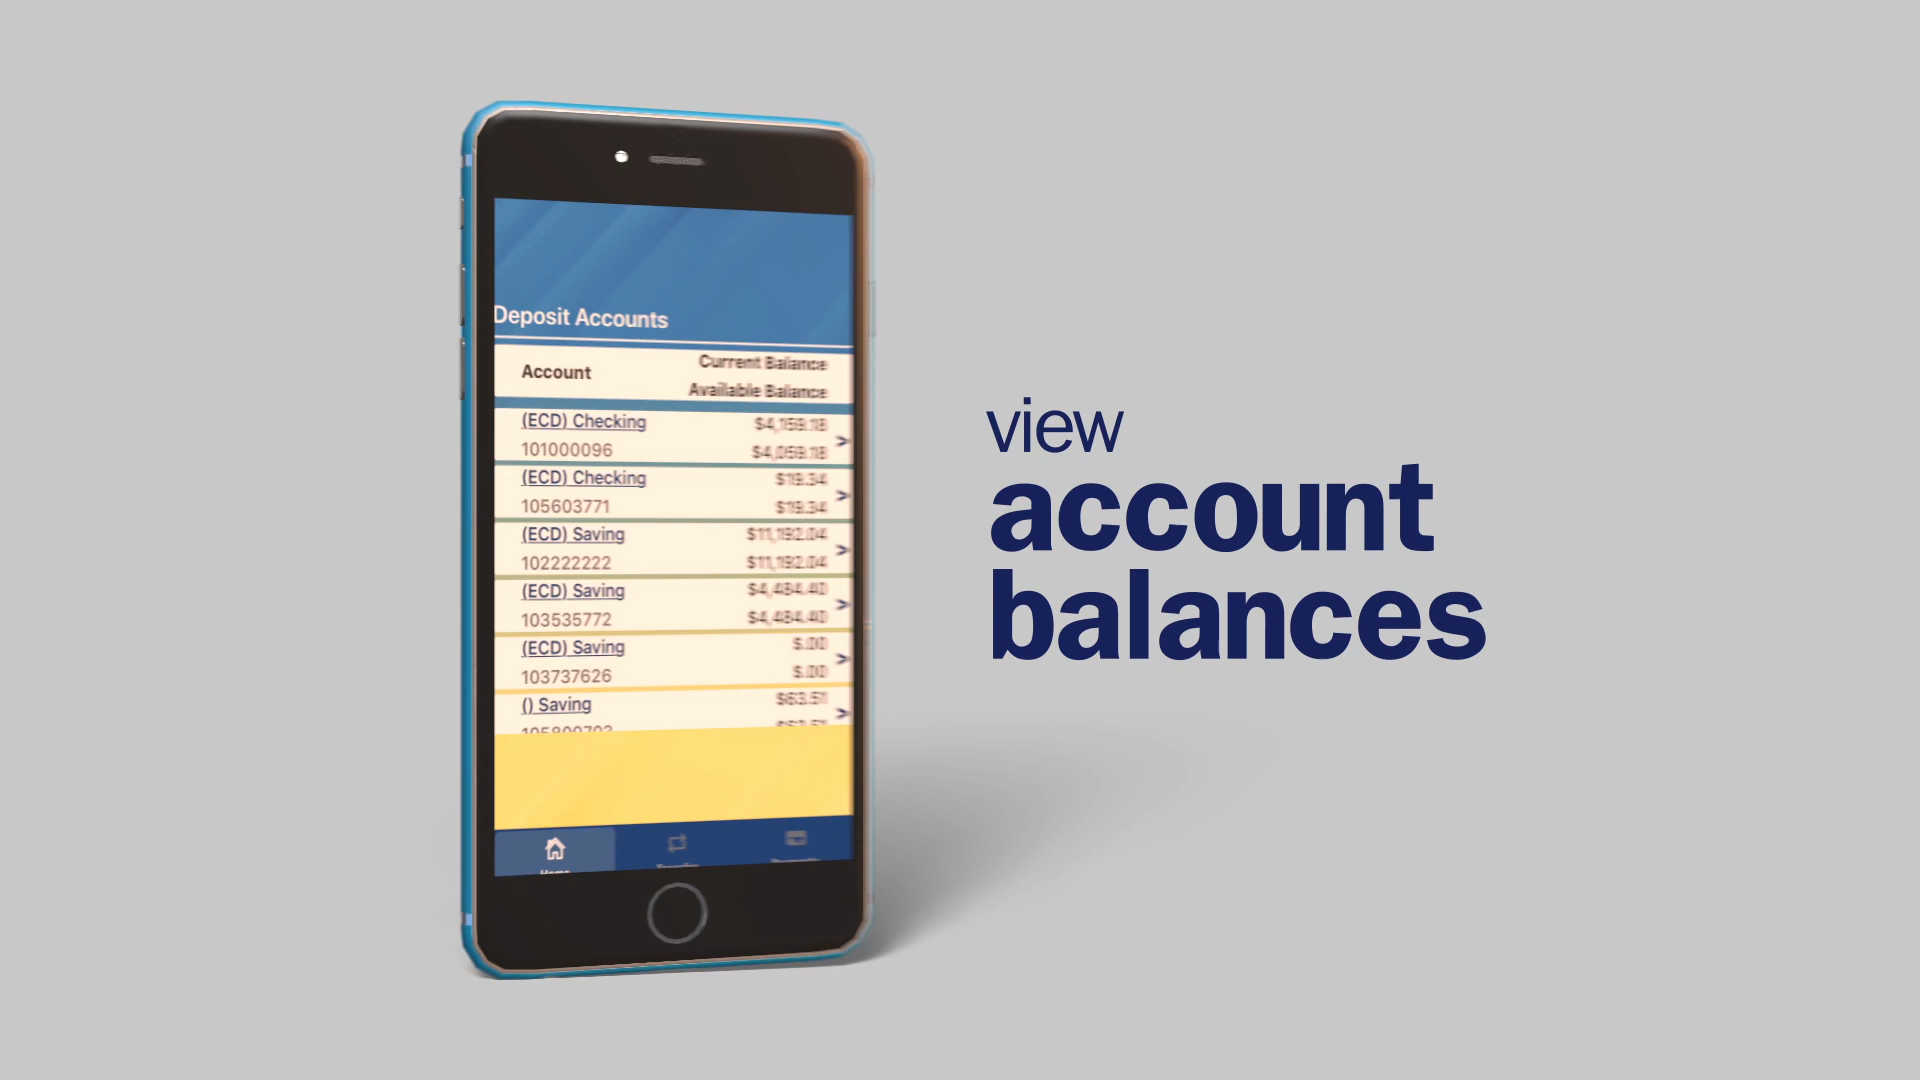 Deposit Accounts
Account
Current Balance
Available Balance
(ECD) Checking
$4,159.18
101000096
$4,059.18
(ECD) Checking
$19.34
105603771
$19.34
(ECD) Saving
$11,192.04
102222222
$11,192.04
(ECD) Saving
$4,484.40
103535772
$4,484.40
(ECD) Saving
$.00
103737626
$.00
() Saving
$63.51
view
account
balances